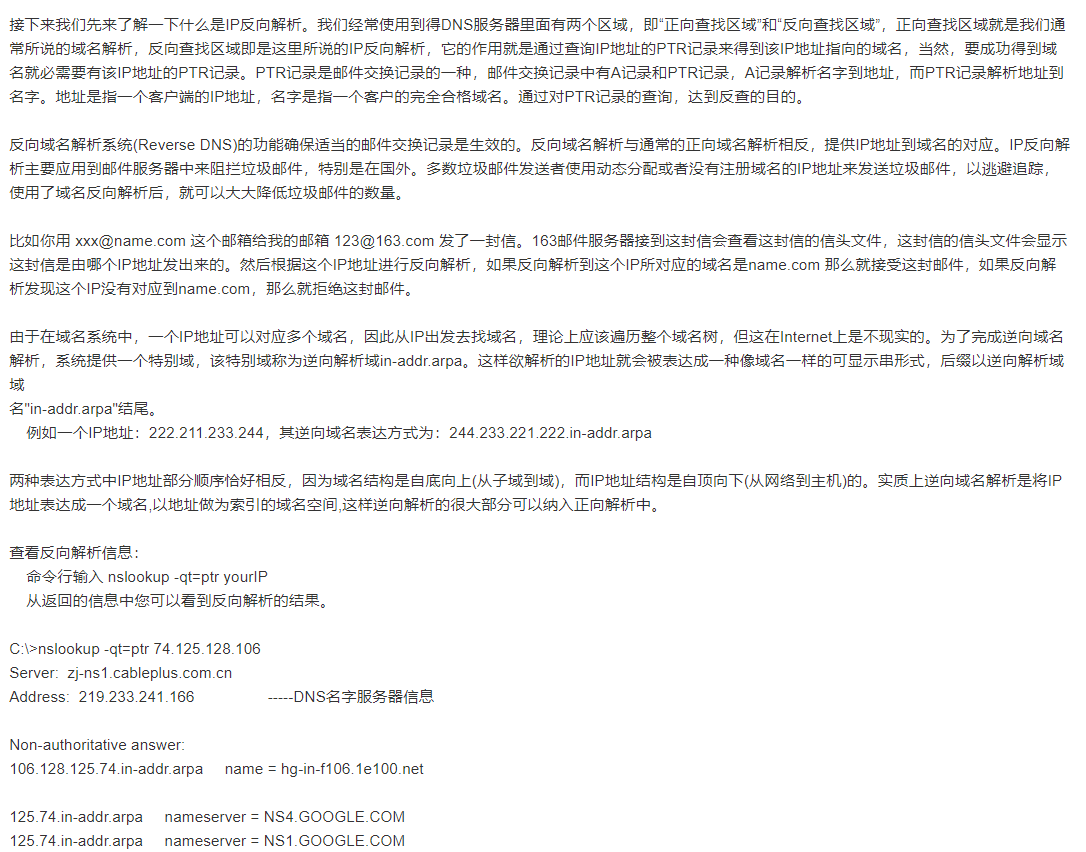 接下来我们先来了解一下什么是IP反向解析。我们经常使用到得DNS服务器里面有两个区域，即“正向查找区域”和“反向查找区域”，正向查找区域就是我们通
常所说的域名解析，反向查找区域即是这里所说的IP反向解析，它的作用就是通过查询IP地址的PTR记录来得到该IP地址指向的域名，当然，要成功得到域
名就必需要有该IP地址的PTR记录。PTR记录是邮件交换记录的一种，邮件交换记录中有A记录和PTR记录，A记录解析名字到地址，而PTR记录解析地址到
名字。地址是指一个客户端的IP地址，名字是指一个客户的完全合格域名。通过对PTR记录的查询，达到反查的目的。
反向域名解析系统(Reverse DNS)的功能确保适当的邮件交换记录是生效的。反向域名解析与通常的正向域名解析相反，提供IP地址到域名的对应。IP反向解
析主要应用到邮件服务器中来阻拦垃圾邮件，特别是在国外。多数垃圾邮件发送者使用动态分配或者没有注册域名的IP地址来发送垃圾邮件，以逃避追踪，
使用了域名反向解析后，就可以大大降低垃圾邮件的数量。
比如你用 xxx@name.com 这个邮箱给我的邮箱 123@163.com 发了一封信。163邮件服务器接到这封信会查看这封信的信头文件，这封信的信头文件会显示
这封信是由哪个IP地址发出来的。然后根据这个IP地址进行反向解析，如果反向解析到这个IP所对应的域名是name.com 那么就接受这封邮件，如果反向解
析发现这个IP没有对应到name.com，那么就拒绝这封邮件。
由于在域名系统中，一个IP地址可以对应多个域名，因此从IP出发去找域名，理论上应该遍历整个域名树，但这在Internet上是不现实的。为了完成逆向域名
解析，系统提供一个特别域，该特别域称为逆向解析域in-addr.arpa。这样欲解析的IP地址就会被表达成一种像域名一样的可显示串形式，后缀以逆向解析域
域
名"in-addr.arpa"结尾。
例如一个IP地址：222.211.233.244，其逆向域名表达方式为：244.233.221.222.in-addr.arpa
两种表达方式中IP地址部分顺序恰好相反，因为域名结构是自底向上(从子域到域)，而IP地址结构是自顶向下(从网络到主机)的。实质上逆向域名解析是将IP
地址表达成一个域名,以地址做为索引的域名空间,这样逆向解析的很大部分可以纳入正向解析中。
查看反向解析信息：
命令行输入 nslookup -qt=ptr yourIP
从返回的信息中您可以看到反向解析的结果。
C:\>nslookup -qt=ptr 74.125.128.106
Server: zj-ns1.cableplus.com.cn
Address: 219.233.241.166 -----DNS名字服务器信息
Non-authoritative answer:
106.128.125.74.in-addr.arpa name = hg-in-f106.1e100.net
125.74.in-addr.arpa nameserver = NS4.GOOGLE.COM
125.74.in-addr.arpa nameserver = NS1.GOOGLE.COM